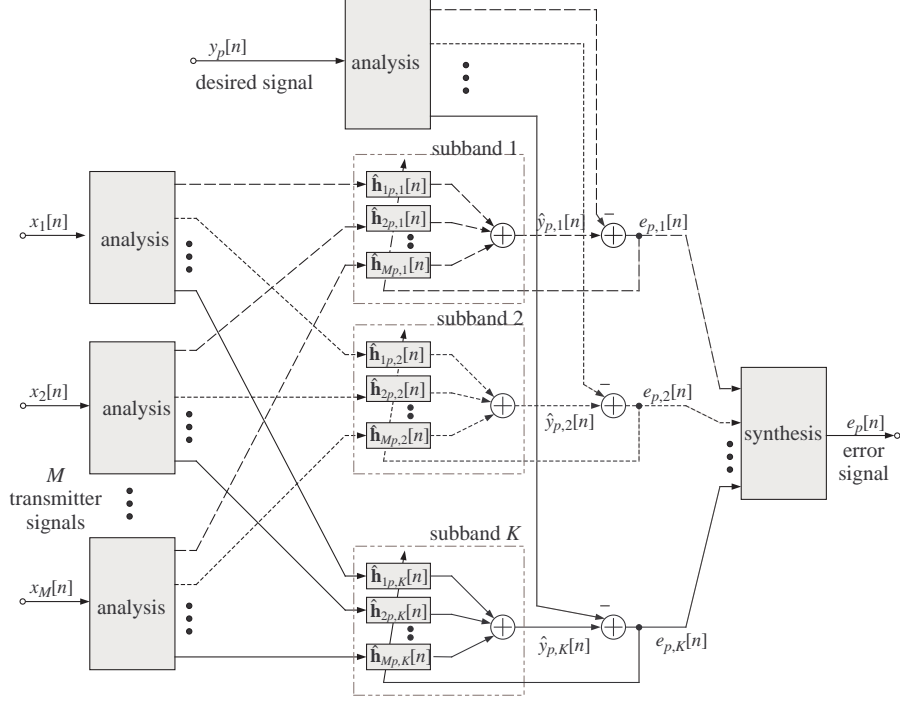 y_p[n]
desired signal
analysis
subband 1
x_1[n]
analysis
ĥ_{1p,1}[n]
ĥ_{2p,1}[n]
ĥ_{Mp,1}[n]
ŷ_{p,1}[n]
−
e_{p,1}[n]
subband 2
x_2[n]
analysis
ĥ_{1p,2}[n]
ĥ_{2p,2}[n]
ĥ_{Mp,2}[n]
ŷ_{p,2}[n]
−
e_{p,2}[n]
synthesis
e_p[n]
error
signal
M
transmitter
signals
x_M[n]
analysis
subband K
ĥ_{1p,K}[n]
ĥ_{2p,K}[n]
ĥ_{Mp,K}[n]
ŷ_{p,K}[n]
−
e_{p,K}[n]